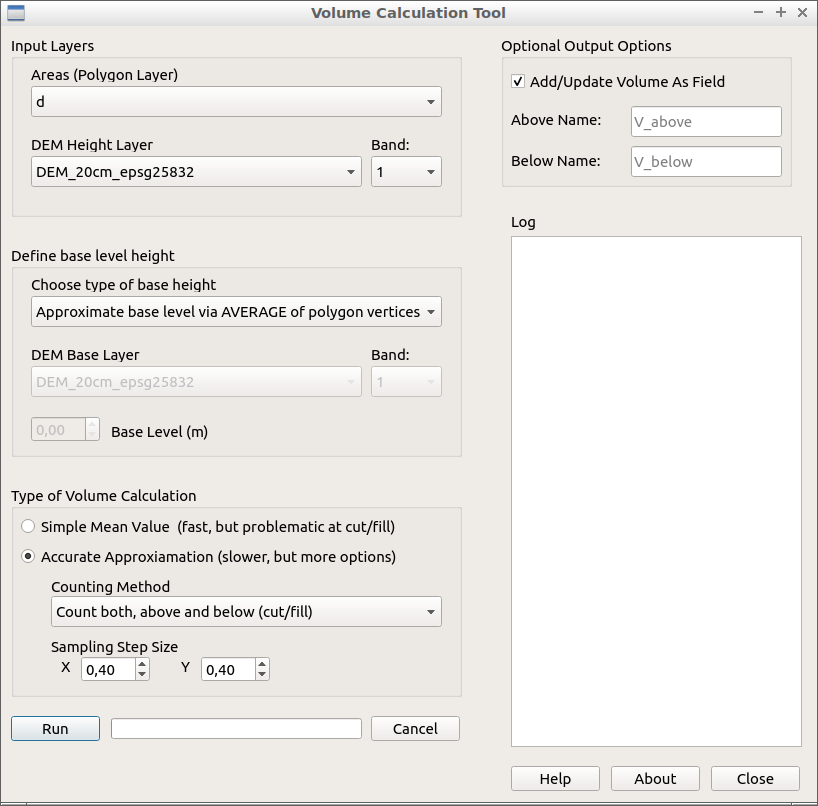 Volume Calculation Tool
Input Layers
Areas (Polygon Layer)
d
DEM Height Layer
Band:
DEM_20cm_epsg25832
1
Define base level height
Choose type of base height
Approximate base level via AVERAGE of polygon vertices
DEM Base Layer
Band:
DEM_20cm_epsg25832
1
0,00
Base Level (m)
Type of Volume Calculation
Simple Mean Value (fast, but problematic at cut/fill)
Accurate Approxiamation (slower, but more options)
Counting Method
Count both, above and below (cut/fill)
Sampling Step Size
X 0,40 Y 0,40
Run
Cancel
Optional Output Options
Add/Update Volume As Field
Above Name: V_above
Below Name: V_below
Log
Help
About
Close